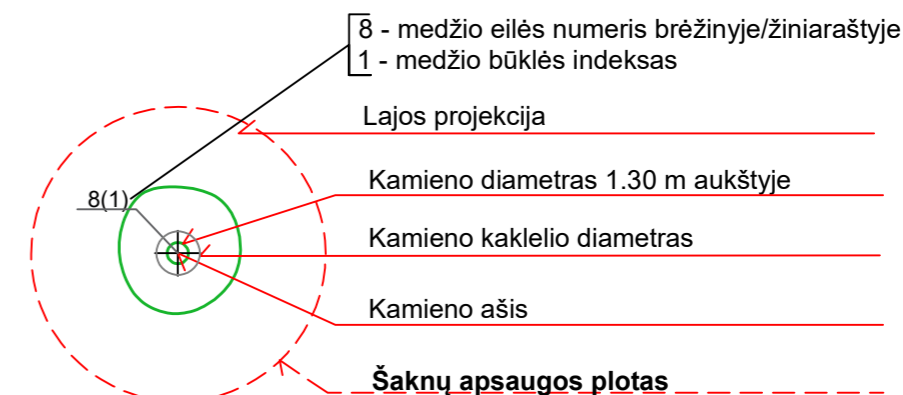 8 - medžio eilės numeris brėžinyje/žiniaraštyje
1 - medžio būklės indeksas
Lajos projekcija
Kamieno diametras 1.30 m aukštyje
8(1)
Kamieno kaklelio diametras
Kamieno ašis
Šaknų apsaugos plotas